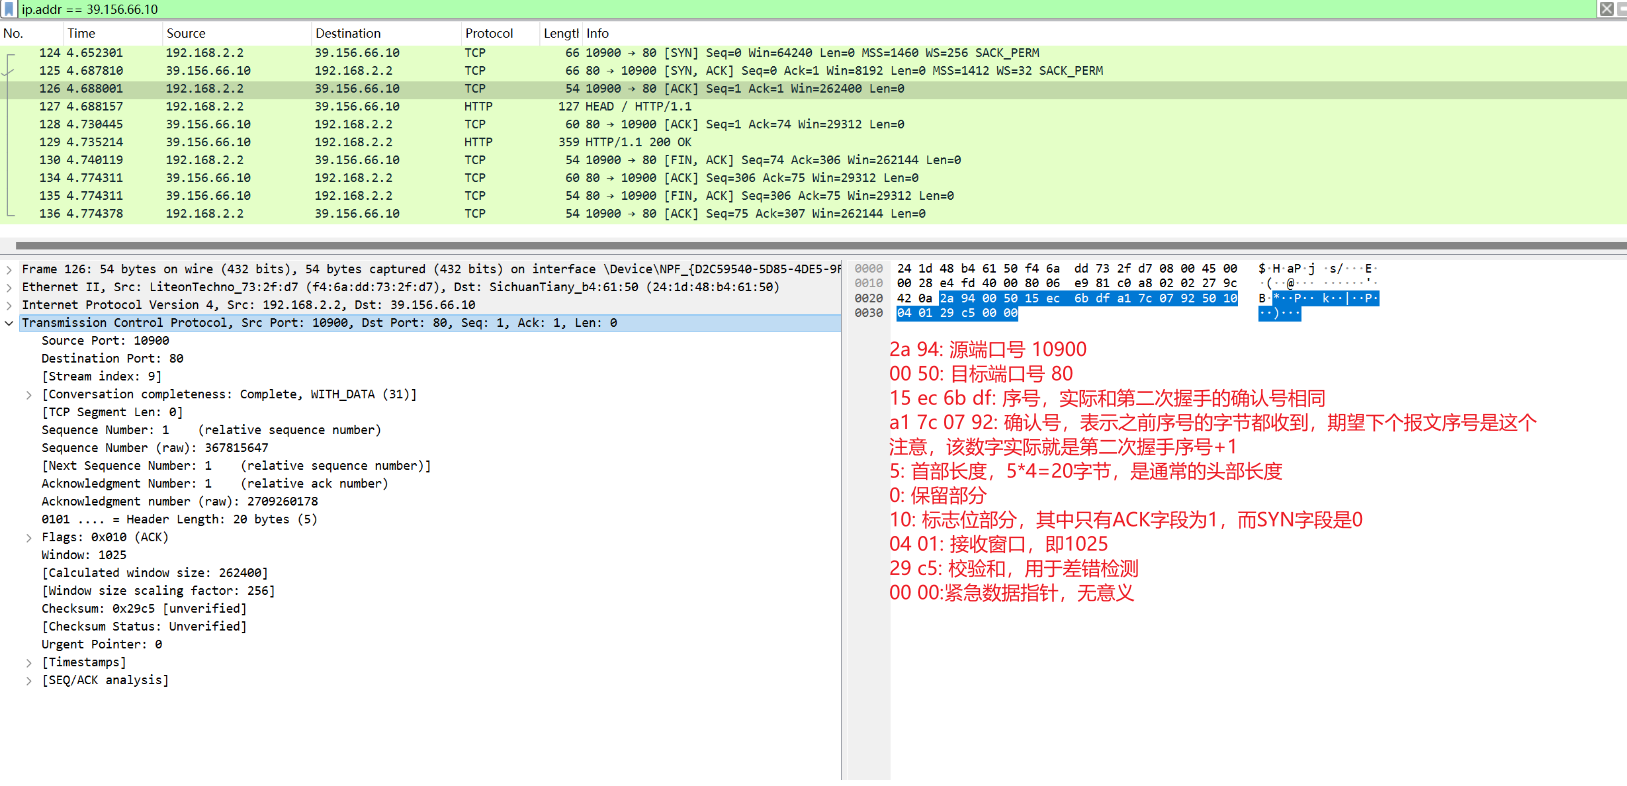 ip.addr == 39.156.66.10
No. Time Source Destination Protocol Length Info
124 4.652301 192.168.2.2 39.156.66.10 TCP 66 10900 → 80 [SYN] Seq=0 Win=64240 Len=0 MSS=1460 WS=256 SACK_PERM
125 4.687810 39.156.66.10 192.168.2.2 TCP 66 80 → 10900 [SYN, ACK] Seq=0 Ack=1 Win=8192 Len=0 MSS=1412 WS=32 SACK_PERM
126 4.688001 192.168.2.2 39.156.66.10 TCP 54 10900 → 80 [ACK] Seq=1 Ack=1 Win=262400 Len=0
127 4.688157 192.168.2.2 39.156.66.10 HTTP 127 HEAD / HTTP/1.1
128 4.730445 39.156.66.10 192.168.2.2 TCP 60 80 → 10900 [ACK] Seq=1 Ack=74 Win=29312 Len=0
129 4.735214 39.156.66.10 192.168.2.2 HTTP 359 HTTP/1.1 200 OK
130 4.740119 192.168.2.2 39.156.66.10 TCP 54 10900 → 80 [FIN, ACK] Seq=74 Ack=306 Win=262144 Len=0
134 4.774311 39.156.66.10 192.168.2.2 TCP 60 80 → 10900 [ACK] Seq=306 Ack=75 Win=29312 Len=0
135 4.774311 39.156.66.10 192.168.2.2 TCP 54 80 → 10900 [FIN, ACK] Seq=306 Ack=75 Win=29312 Len=0
136 4.774378 192.168.2.2 39.156.66.10 TCP 54 10900 → 80 [ACK] Seq=75 Ack=307 Win=262144 Len=0
Frame 126: 54 bytes on wire (432 bits), 54 bytes captured (432 bits) on interface \Device\NPF_{D2C59540-5D85-4DE5-9F
Ethernet II, Src: LiteonTechno_73:2f:d7 (f4:6a:dd:73:2f:d7), Dst: SichuanTiany_b4:61:50 (24:1d:48:b4:61:50)
Internet Protocol Version 4, Src: 192.168.2.2, Dst: 39.156.66.10
Transmission Control Protocol, Src Port: 10900, Dst Port: 80, Seq: 1, Ack: 1, Len: 0
Source Port: 10900
Destination Port: 80
[Stream index: 9]
[Conversation completeness: Complete, WITH_DATA (31)]
[TCP Segment Len: 0]
Sequence Number: 1 (relative sequence number)
Sequence Number (raw): 367815647
[Next Sequence Number: 1 (relative sequence number)]
Acknowledgment Number: 1 (relative ack number)
Acknowledgment number (raw): 2709260178
0101 .... = Header Length: 20 bytes (5)
Flags: 0x010 (ACK)
Window: 1025
[Calculated window size: 262400]
[Window size scaling factor: 256]
Checksum: 0x29c5 [unverified]
[Checksum Status: Unverified]
Urgent Pointer: 0
[Timestamps]
[SEQ/ACK analysis]
0000 24 1d 48 b4 61 50 f4 6a dd 73 2f d7 08 00 45 00 $·H·aP·j ·s/···E·
0010 00 28 e4 fd 40 00 80 06 e9 81 c0 a8 02 02 27 9c ·(··@··· ······'·
0020 42 0a 2a 94 00 50 15 ec 6b df a1 7c 07 92 50 10 B·*··P·· k··|··P·
0030 04 01 29 c5 00 00 ··)···
2a 94: 源端口号 10900
00 50: 目标端口号 80
15 ec 6b df: 序号，实际和第二次握手的确认号相同
a1 7c 07 92: 确认号，表示之前序号的字节都收到，期望下个报文序号是这个
注意，该数字实际就是第二次握手序号+1
5: 首部长度，5*4=20字节，是通常的头部长度
0: 保留部分
10: 标志位部分，其中只有ACK字段为1，而SYN字段是0
04 01: 接收窗口，即1025
29 c5: 校验和，用于差错检测
00 00:紧急数据指针，无意义